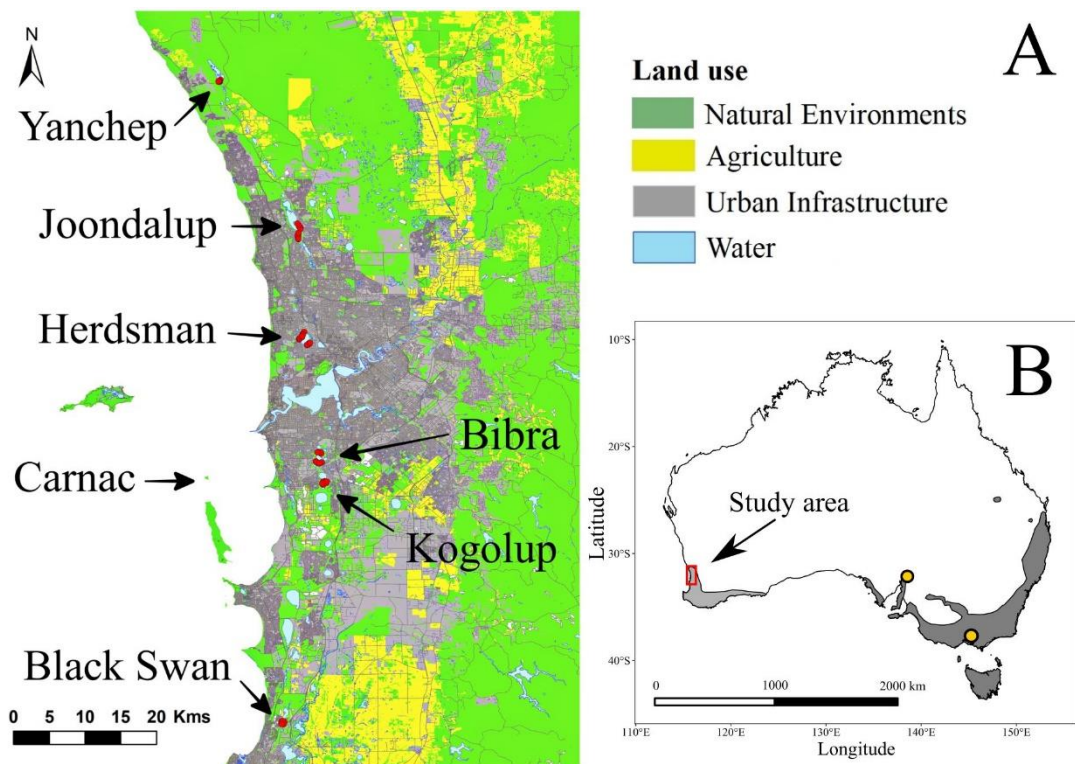 N
Yanchep
Joondalup
Herdsman
Carnac
Bibra
Kogolup
Black Swan
0 5 10 15 20 Kms
A
Land use
Natural Environments
Agriculture
Urban Infrastructure
Water
B
10°S
20°S
30°S
40°S
Latitude
Study area
0 1000 2000 km
110°E 120°E 130°E 140°E 150°E
Longitude